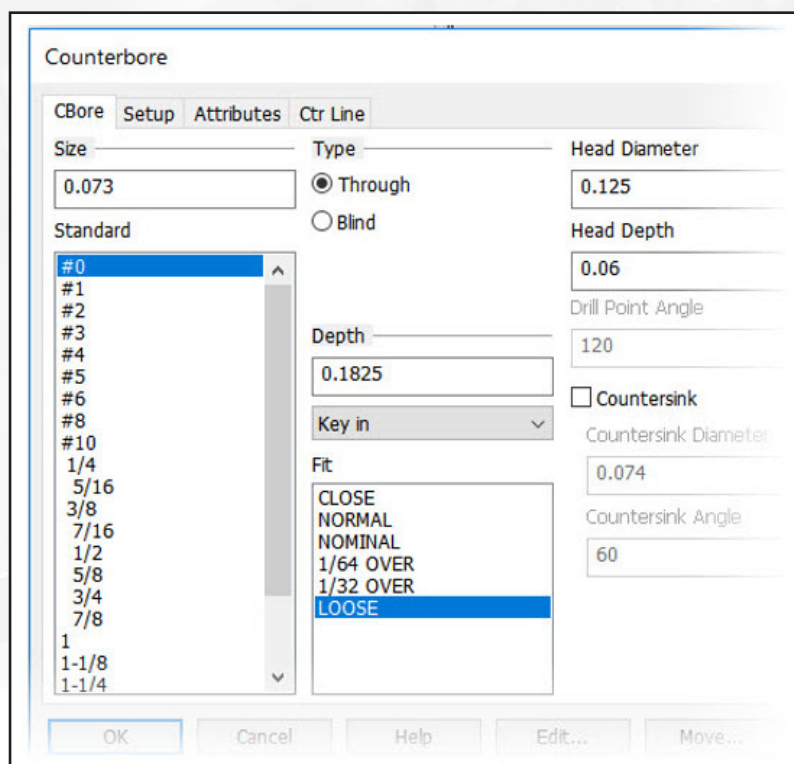 Counterbore
CBore Setup Attributes Ctr Line
Size
0.073
Standard
#0
#1
#2
#3
#4
#5
#6
#8
#10
1/4
5/16
3/8
7/16
1/2
5/8
3/4
7/8
1
1-1/8
1-1/4
Type
Through
Blind
Depth
0.1825
Key in
Fit
CLOSE
NORMAL
NOMINAL
1/64 OVER
1/32 OVER
LOOSE
Head Diameter
0.125
Head Depth
0.06
Drill Point Angle
120
Countersink
Countersink Diameter
0.074
Countersink Angle
60
OK Cancel Help Edit... Move...